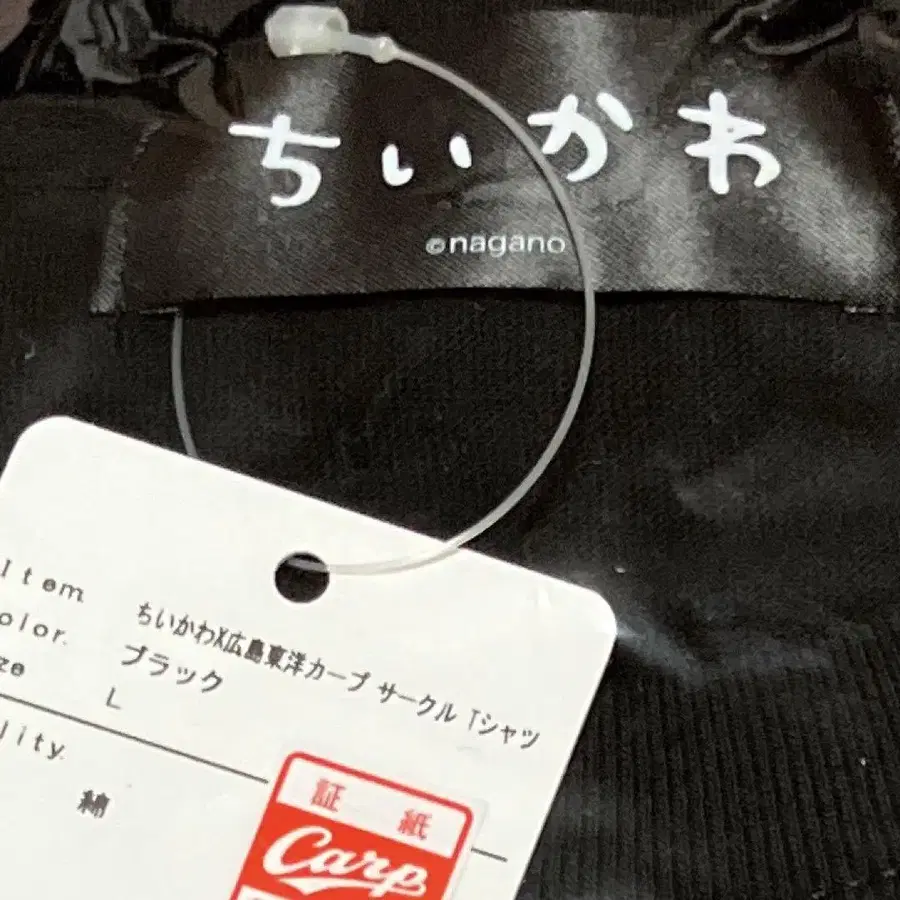 ちいかわ
©nagano
Item ちいかわX広島東洋カープ サークル Tシャツ
olor. ブラック
ze L
lity.
綿
証 紙
Carp